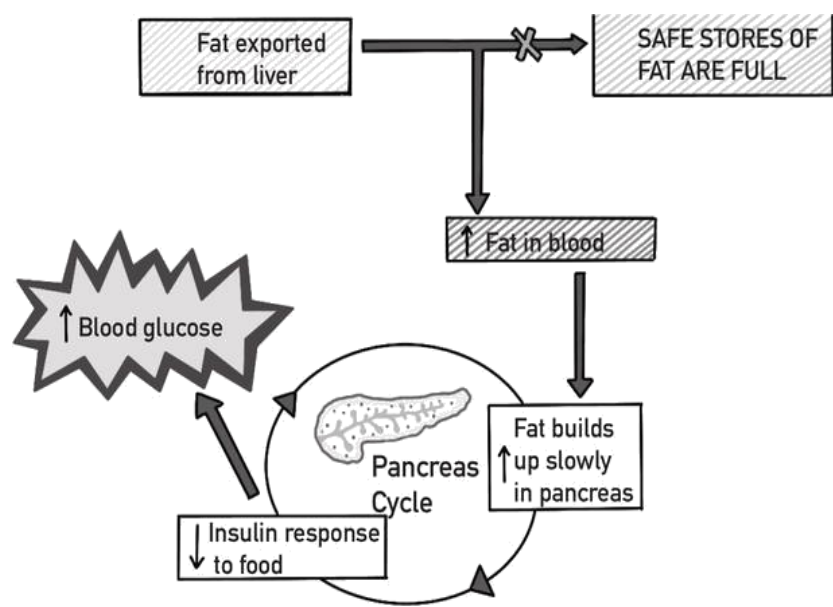 Fat exported
from liver
SAFE STORES OF
FAT ARE FULL
↑ Fat in blood
↑ Blood glucose
Fat builds
↑ up slowly
in pancreas
Pancreas
Cycle
↓ Insulin response
to food